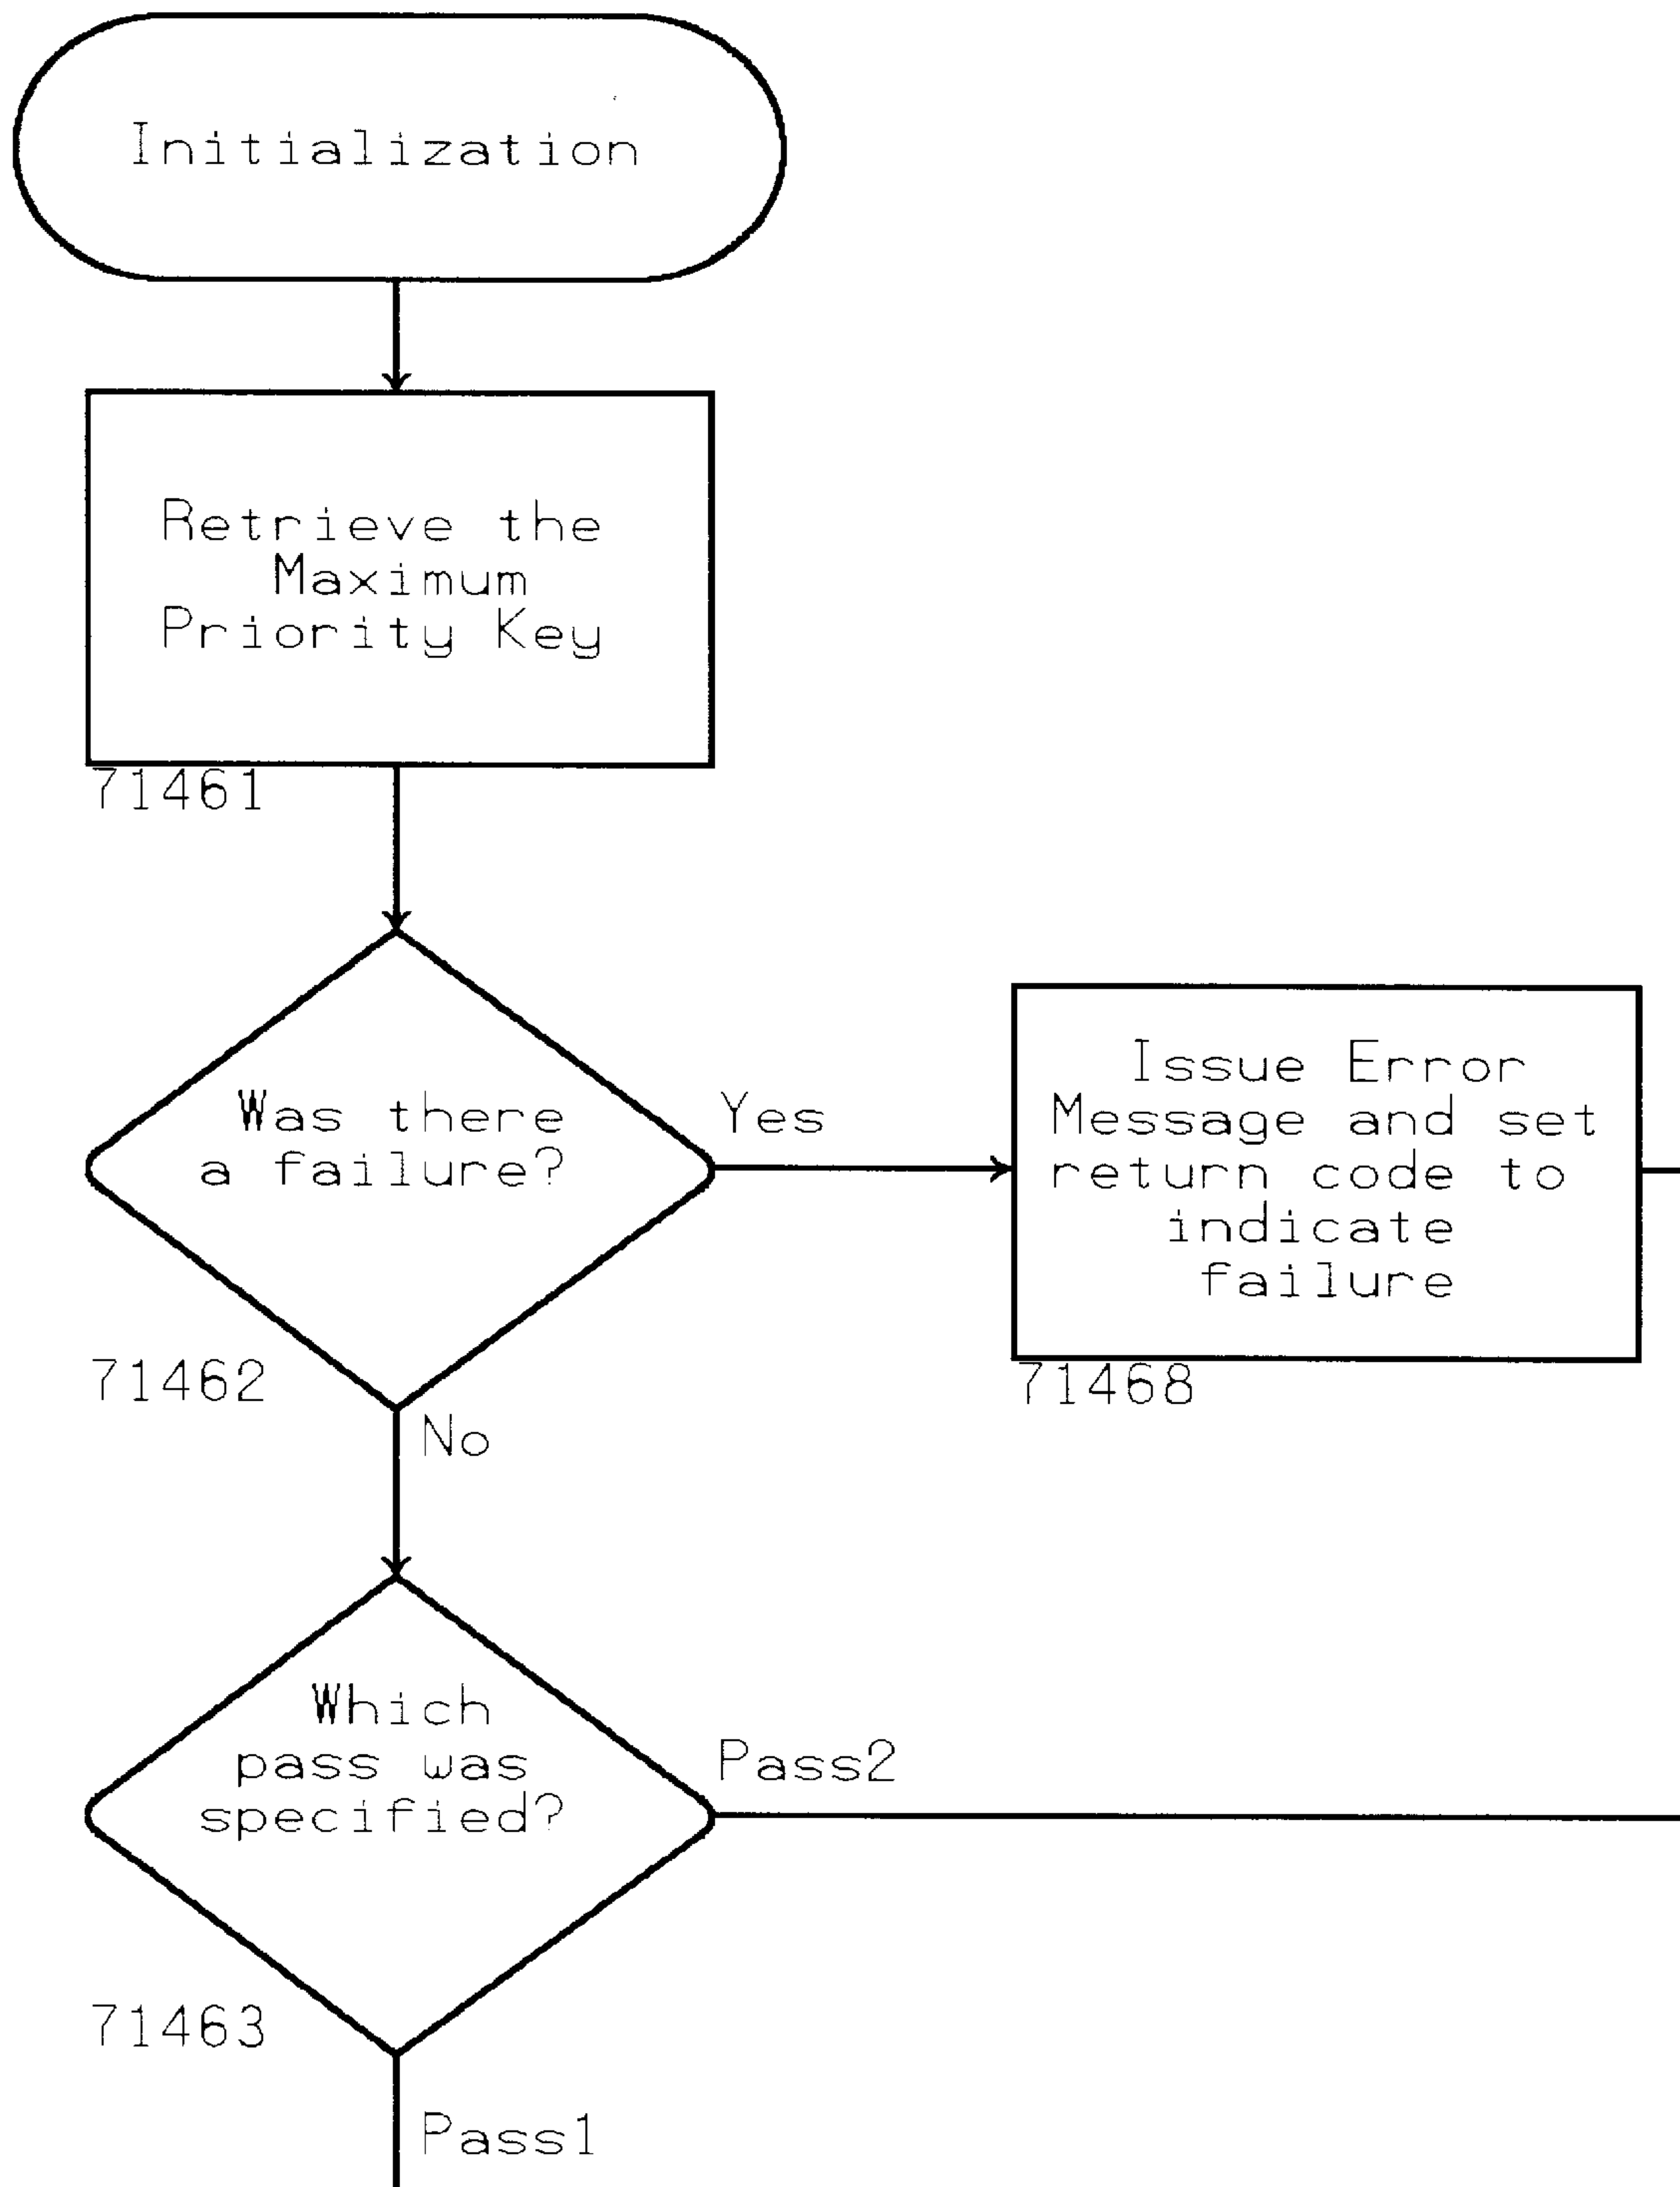 Initialization
Retrieve the
Maximum
Priority Key
71461
Was there
a failure?
Yes
71462
No
Issue Error
Message and set
return code to
indicate
failure
71468
Which
pass was
specified?
Pass2
71463
Pass1